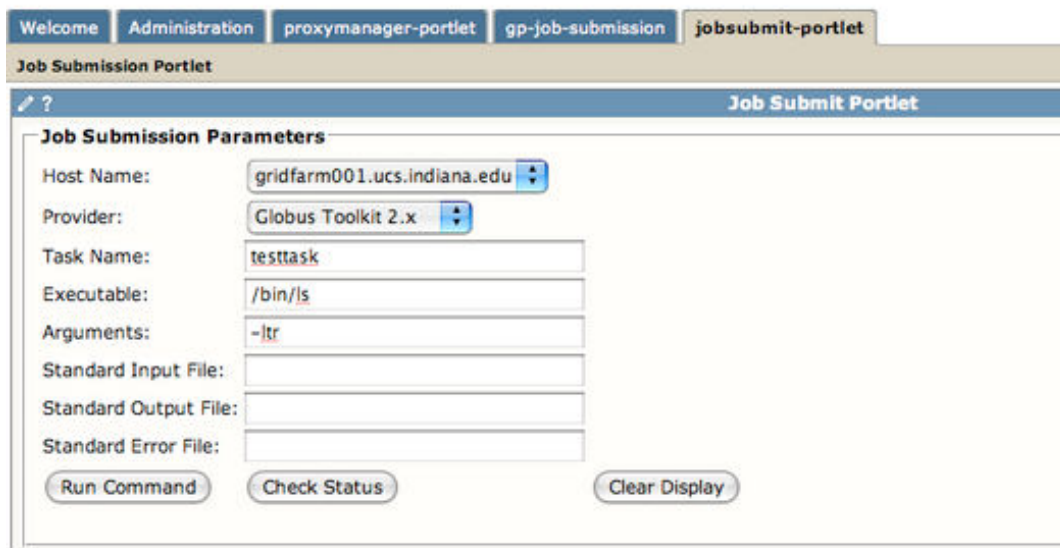 Welcome Administration proxymanager-portlet gp-job-submission jobsubmit-portlet
Job Submission Portlet
? Job Submit Portlet
Job Submission Parameters
Host Name: gridfarm001.ucs.indiana.edu
Provider: Globus Toolkit 2.x
Task Name: testtask
Executable: /bin/ls
Arguments: -ltr
Standard Input File:
Standard Output File:
Standard Error File:
Run Command Check Status Clear Display